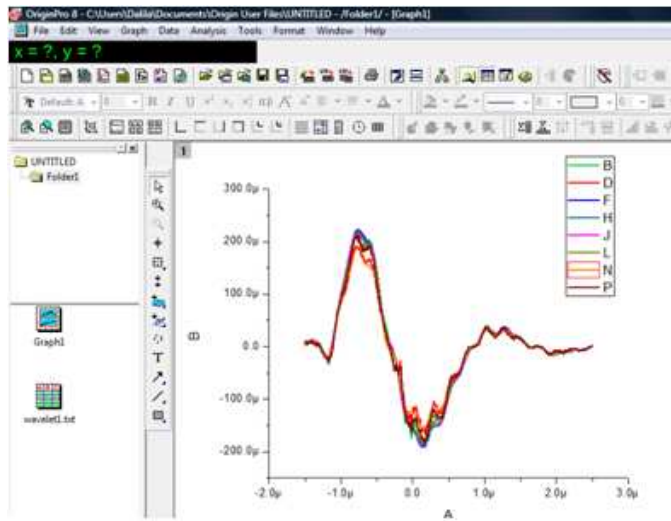 OriginPro 8 - C:\Users\Dalila\Documents\Origin User Files\UNTITLED - /Folder1/ - [Graph1]
File Edit View Graph Data Analysis Tools Format Window Help
x = ?, y = ?
Default: A
B I U
UNTITLED
Folder1
Graph1
wavelet1.txt
1
300.0µ
200.0µ
100.0µ
0.0
-100.0µ
-200.0µ
B
-2.0µ -1.0µ 0.0 1.0µ 2.0µ 3.0µ
A
B
D
F
H
J
L
N
P